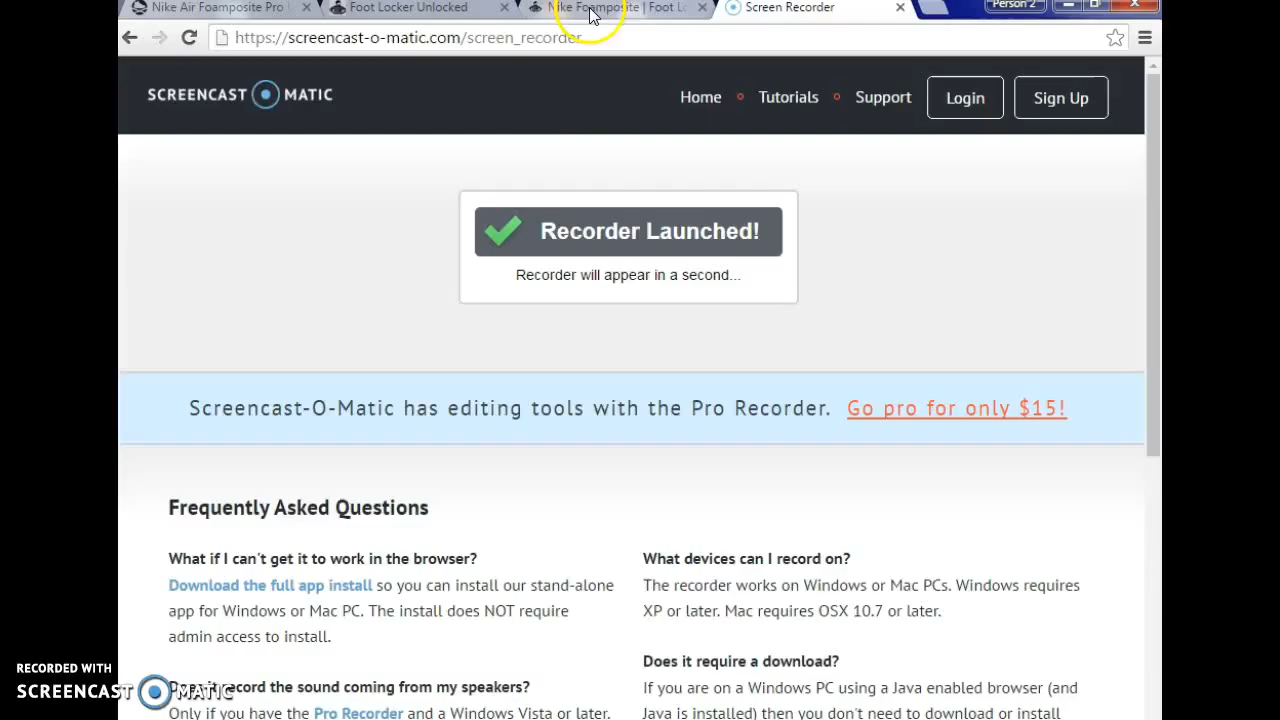 Nike Air Foamposite Pro
Foot Locker Unlocked
Nike Foamposite | Foot Lo
Screen Recorder
Person 2
https://screencast-o-matic.com/screen_recorder
SCREENCAST MATIC
Home
Tutorials
Support
Login
Sign Up
Recorder Launched!
Recorder will appear in a second...
Screencast-O-Matic has editing tools with the Pro Recorder. Go pro for only $15!
Frequently Asked Questions
What if I can't get it to work in the browser?
Download the full app install so you can install our stand-alone
app for Windows or Mac PC. The install does NOT require
admin access to install.
record the sound coming from my speakers?
Only if you have the Pro Recorder and a Windows Vista or later.
What devices can I record on?
The recorder works on Windows or Mac PCs. Windows requires
XP or later. Mac requires OSX 10.7 or later.
Does it require a download?
If you are on a Windows PC using a Java enabled browser (and
Java is installed) then you don't need to download or install
RECORDED WITH
SCREENCAST MATIC